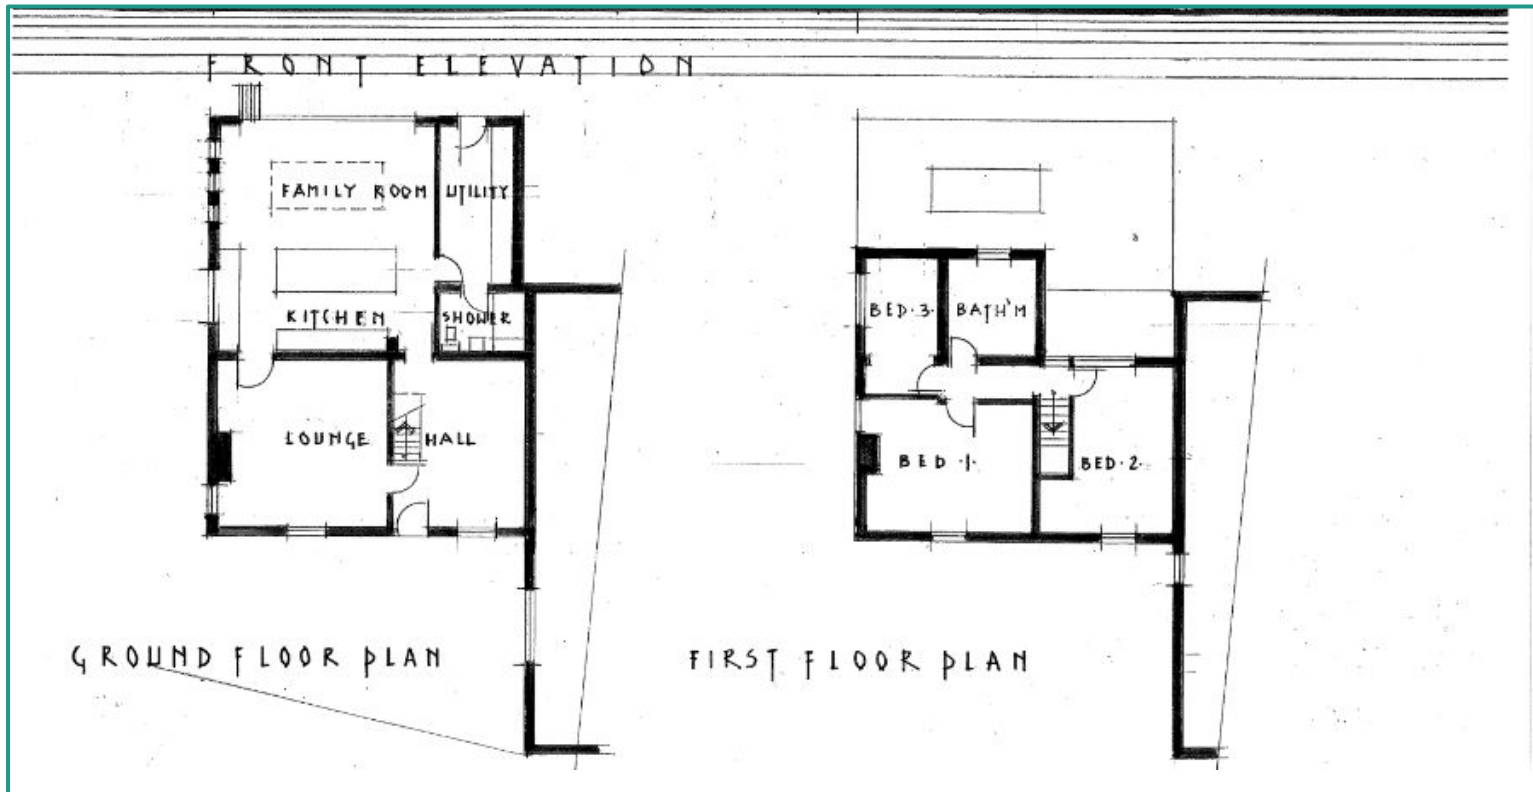 FRONT ELEVATION
FAMILY ROOM
UTILITY
KITCHEN
SHOWER
LOUNGE
HALL
GROUND FLOOR PLAN
BED·3·
BATH'M
BED·1·
BED·2·
FIRST FLOOR PLAN